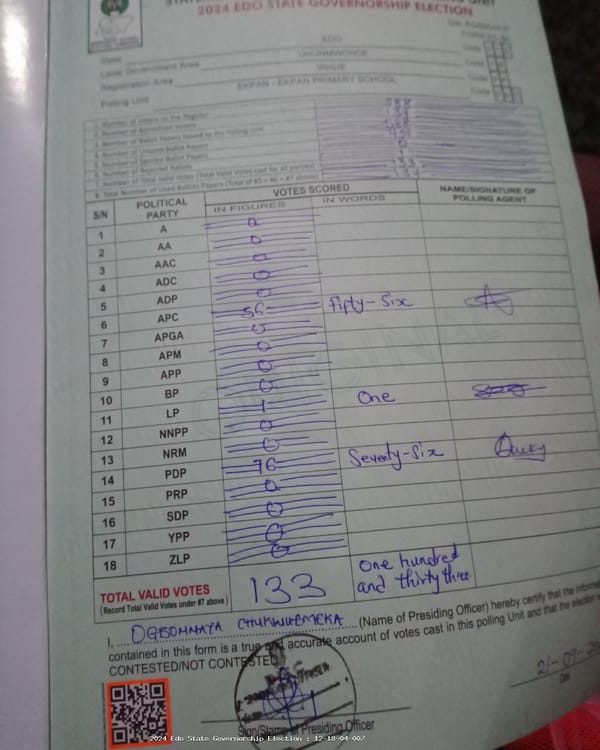 2024 EDO STATE GOVERNORSHIP ELECTION
State EDO Code
Local Government Area UHUNMWONDE Code
Registration Area IRHUE Code
Polling Unit EKPAN - EKPAN PRIMARY SCHOOL Code
1. Number of Voters on the Register
2. Number of Accredited Voters
3. Number of Ballot Papers Issued to the Polling Unit
4. Number of Unused Ballot Papers
5. Number of Spoiled Ballot Papers
6. Number of Rejected Ballots
7. Number of Total Valid Votes (Total Valid Votes cast for all parties)
8. Total Number of Used Ballot Papers (Total of #5 + #6 + #7 above)
S/N POLITICAL PARTY VOTES SCORED NAME/SIGNATURE OF POLLING AGENT
IN FIGURES IN WORDS
1 A 0
2 AA 0
3 AAC 0
4 ADC 0
5 ADP 0
6 APC 56 Fifty-Six
7 APGA 0
8 APM 0
9 APP 0
10 BP 0
11 LP 1 One
12 NNPP 0
13 NRM 0
14 PDP 76 Seventy-Six
15 PRP 0
16 SDP 0
17 YPP 0
18 ZLP 0
TOTAL VALID VOTES 133 One hundred
(Record Total Valid Votes under #7 above) and thirty three
I, OGBONNAYA CHUKWUEMEKA (Name of Presiding Officer) hereby certify that the information
contained in this form is a true and accurate account of votes cast in this polling Unit and that the election
CONTESTED/NOT CONTESTED
21-09-20
Sign/Stamp of Presiding Officer
2024 Edo State Governorship Election : 12-18-04-007